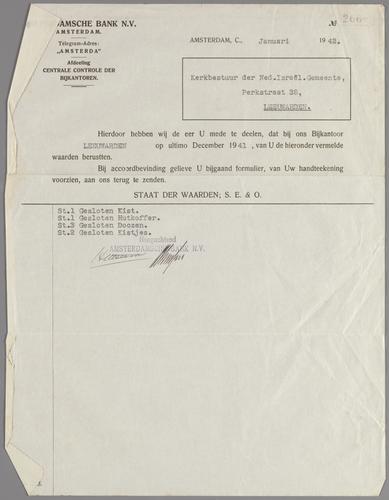 DAMSCHE BANK N.V.
AMSTERDAM.
Telegram-Adres:
„AMSTERDA"
Afdeeling
CENTRALE CONTROLE DER
BIJKANTOREN.
№
AMSTERDAM, C., Januari 1942.
Kerkbestuur der Ned.Israël.Gemeente,
Perkstraat 38,
LEEUWARDEN.
Hierdoor hebben wij de eer U mede te deelen, dat bij ons Bijkantoor
LEEUWARDEN op ultimo December 1941 , van U de hieronder vermelde
waarden berustten.
Bij accoordbevinding gelieve U bijgaand formulier, van Uw handteekening
voorzien, aan ons terug te zenden.
STAAT DER WAARDEN; S. E. & O.
St.1 Gesloten Kist.
St.1 Gesloten Hutkoffer.
St.3 Gesloten Doozen.
St.2 Gesloten Kistjes.
Hoogachtend
AMSTERDAMSCHE BANK N.V.